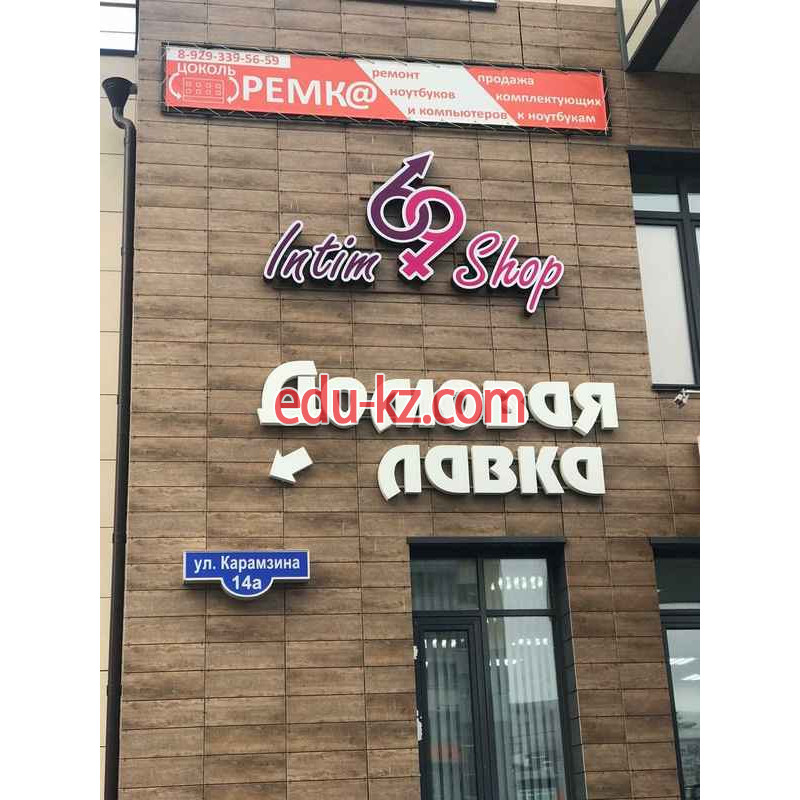 8-929-339-56-59
ЦОКОЛЬ
РЕМК@
ремонт
ноутбуков
и компьютеров
продажа
комплектующих
к ноутбукам
69
Intim Shop
edu-kz.com
лавка
ул. Карамзина
14а